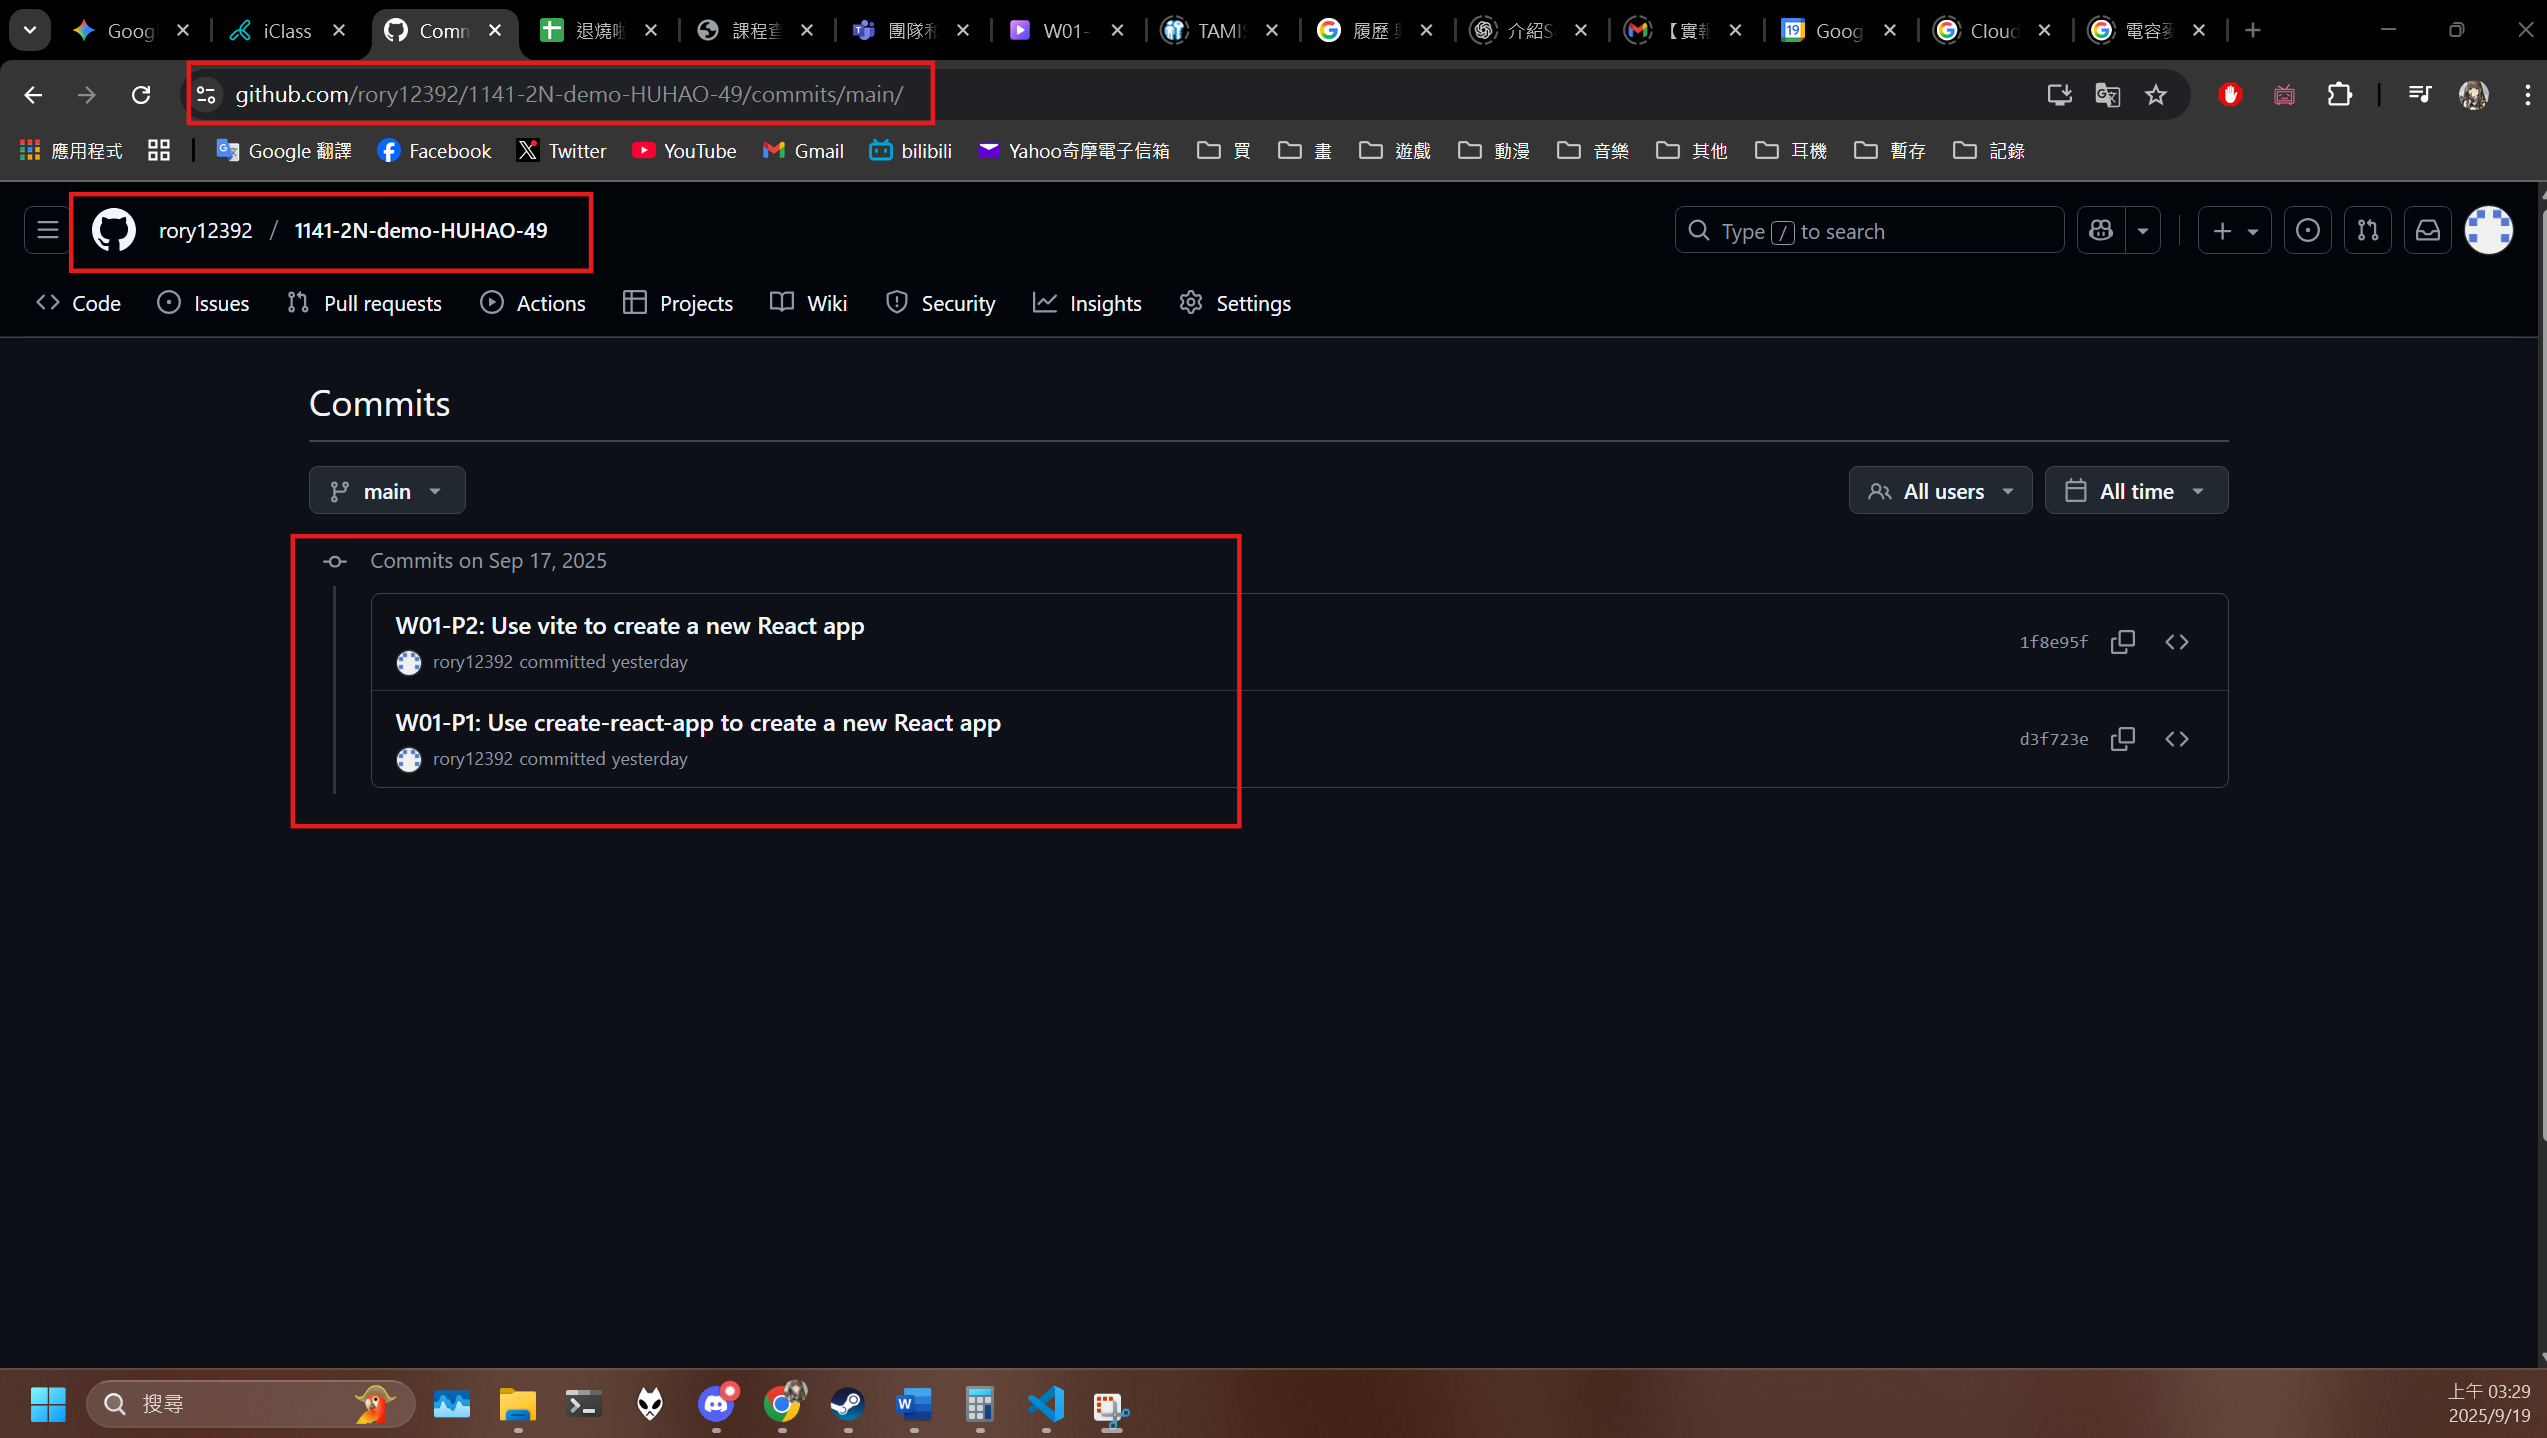 Goog
iClass
Comm
退燒啦
課程查
團隊和
W01-
TAMIS
履歷
介紹S
【實報
Goog
Cloud
電容麥
github.com/rory12392/1141-2N-demo-HUHAO-49/commits/main/
應用程式
Google 翻譯
Facebook
Twitter
YouTube
Gmail
bilibili
Yahoo奇摩電子信箱
買
畫
遊戲
動漫
音樂
其他
耳機
暫存
記錄
rory12392 / 1141-2N-demo-HUHAO-49
Type / to search
Code
Issues
Pull requests
Actions
Projects
Wiki
Security
Insights
Settings
Commits
main
All users
All time
Commits on Sep 17, 2025
W01-P2: Use vite to create a new React app
rory12392 committed yesterday
1f8e95f
W01-P1: Use create-react-app to create a new React app
rory12392 committed yesterday
d3f723e
搜尋
上午 03:29
2025/9/19